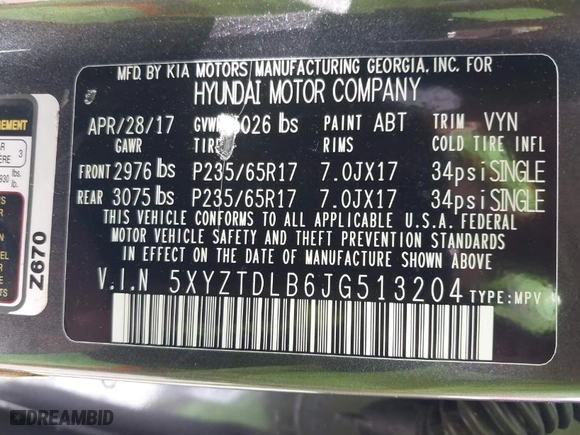 MFD. BY KIA MOTORS MANUFACTURING GEORGIA, INC. FOR
HYUNDAI MOTOR COMPANY
APR/28/17 026 lbs PAINT ABT TRIM VYN
GAWR RIMS COLD TIRE INFL
FRONT 2976 lbs P235/65R17 7.0JX17 34psi SINGLE
REAR 3075 lbs P235/65R17 7.0JX17 34psi SINGLE
THIS VEHICLE CONFORMS TO ALL APPLICABLE U.S.A. FEDERAL
MOTOR VEHICLE SAFETY AND THEFT PREVENTION STANDARDS
IN EFFECT ON THE DATE OF MANUFACTURE SHOWN ABOVE.
V.I.N 5XYZTDLB6JG513204 TYPE:MPV
Z670
3
DREAMBID